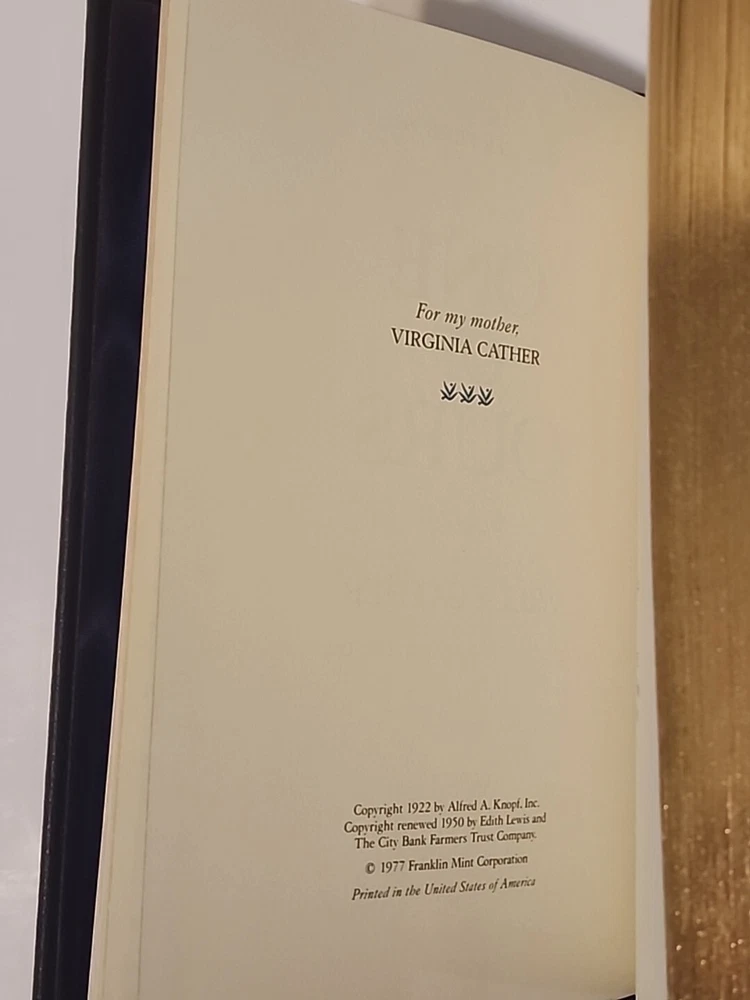 For my mother,
VIRGINIA CATHER
Copyright 1922 by Alfred A. Knopf, Inc.
Copyright renewed 1950 by Edith Lewis and
The City Bank Farmers Trust Company.
© 1977 Franklin Mint Corporation
Printed in the United States of America